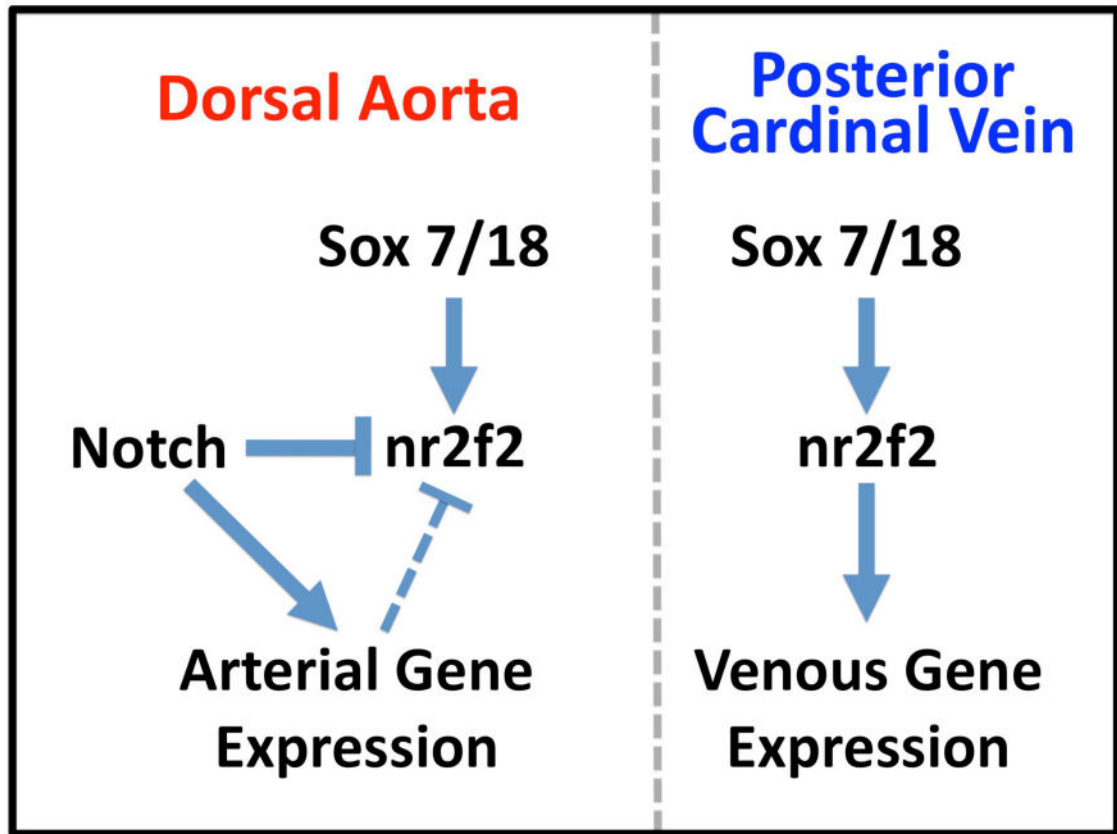 Dorsal Aorta
Sox 7/18
Notch
nr2f2
Arterial Gene
Expression
Posterior
Cardinal Vein
Sox 7/18
nr2f2
Venous Gene
Expression